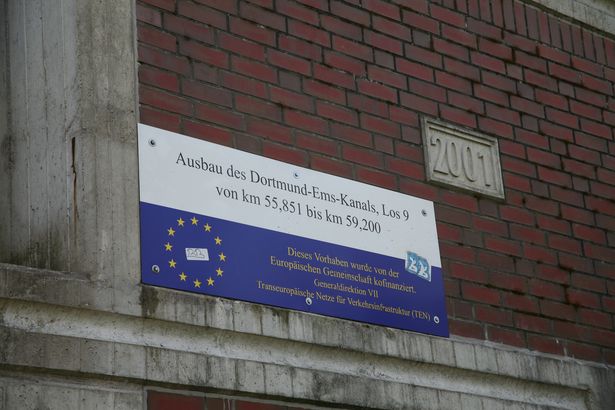 Ausbau des Dortmund-Ems-Kanals, Los 9
von km 55,851 bis km 59,200
Dieses Vorhaben wurde von der
Europäischen Gemeinschaft kofinanziert.
Generaldirektion VII
Transeuropäische Netze für Verkehrsinfrastruktur (TEN)
2001